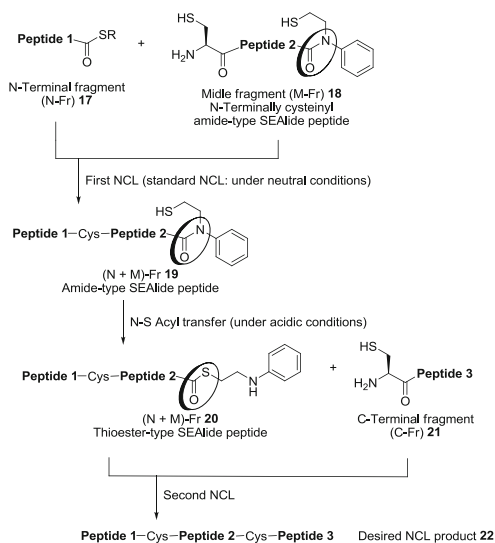 Peptide 1 SR + HS H2N Peptide 2 HS N
O O O
N-Terminal fragment
(N-Fr) 17
Midle fragment (M-Fr) 18
N-Terminally cysteinyl
amide-type SEAlide peptide
First NCL (standard NCL: under neutral conditions)
HS
Peptide 1–Cys–Peptide 2 N
O
(N + M)-Fr 19
Amide-type SEAlide peptide
N-S Acyl transfer (under acidic conditions)
Peptide 1–Cys–Peptide 2 S N H + HS H2N Peptide 3
O O
(N + M)-Fr 20
Thioester-type SEAlide peptide
C-Terminal fragment
(C-Fr) 21
Second NCL
Peptide 1–Cys–Peptide 2–Cys–Peptide 3 Desired NCL product 22